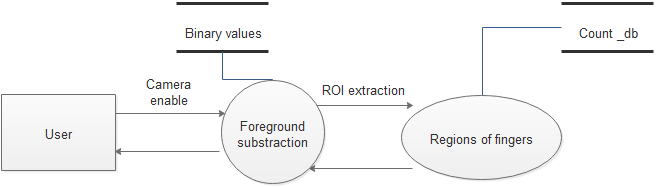 Binary values
Count _db
Camera
enable
ROI extraction
User
Foreground
substraction
Regions of fingers